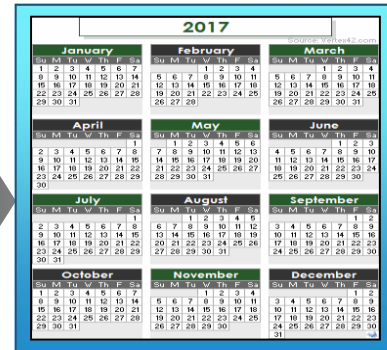 2017
Source: Vertex42.com
January February March
Su M Tu W Th F Sa Su M Tu W Th F Sa Su M Tu W Th F Sa
1 2 3 4 5 6 7 1 2 3 4 1 2 3 4
8 9 10 11 12 13 14 5 6 7 8 9 10 11 5 6 7 8 9 10 11
15 16 17 18 19 20 21 12 13 14 15 16 17 18 12 13 14 15 16 17 18
22 23 24 25 26 27 28 19 20 21 22 23 24 25 19 20 21 22 23 24 25
29 30 31 26 27 28 26 27 28 29 30 31
April May June
Su M Tu W Th F Sa Su M Tu W Th F Sa Su M Tu W Th F Sa
1 1 2 3 4 5 6 1 2 3
2 3 4 5 6 7 8 7 8 9 10 11 12 13 4 5 6 7 8 9 10
9 10 11 12 13 14 15 14 15 16 17 18 19 20 11 12 13 14 15 16 17
16 17 18 19 20 21 22 21 22 23 24 25 26 27 18 19 20 21 22 23 24
23 24 25 26 27 28 29 28 29 30 31 25 26 27 28 29 30
30
July August September
Su M Tu W Th F Sa Su M Tu W Th F Sa Su M Tu W Th F Sa
1 1 2 3 4 5 1 2
2 3 4 5 6 7 8 6 7 8 9 10 11 12 3 4 5 6 7 8 9
9 10 11 12 13 14 15 13 14 15 16 17 18 19 10 11 12 13 14 15 16
16 17 18 19 20 21 22 20 21 22 23 24 25 26 17 18 19 20 21 22 23
23 24 25 26 27 28 29 27 28 29 30 31 24 25 26 27 28 29 30
30 31
October November December
Su M Tu W Th F Sa Su M Tu W Th F Sa Su M Tu W Th F Sa
1 2 3 4 5 6 7 1 2 3 4 1 2
8 9 10 11 12 13 14 5 6 7 8 9 10 11 3 4 5 6 7 8 9
15 16 17 18 19 20 21 12 13 14 15 16 17 18 10 11 12 13 14 15 16
22 23 24 25 26 27 28 19 20 21 22 23 24 25 17 18 19 20 21 22 23
29 30 31 26 27 28 29 30 24 25 26 27 28 29 30
31